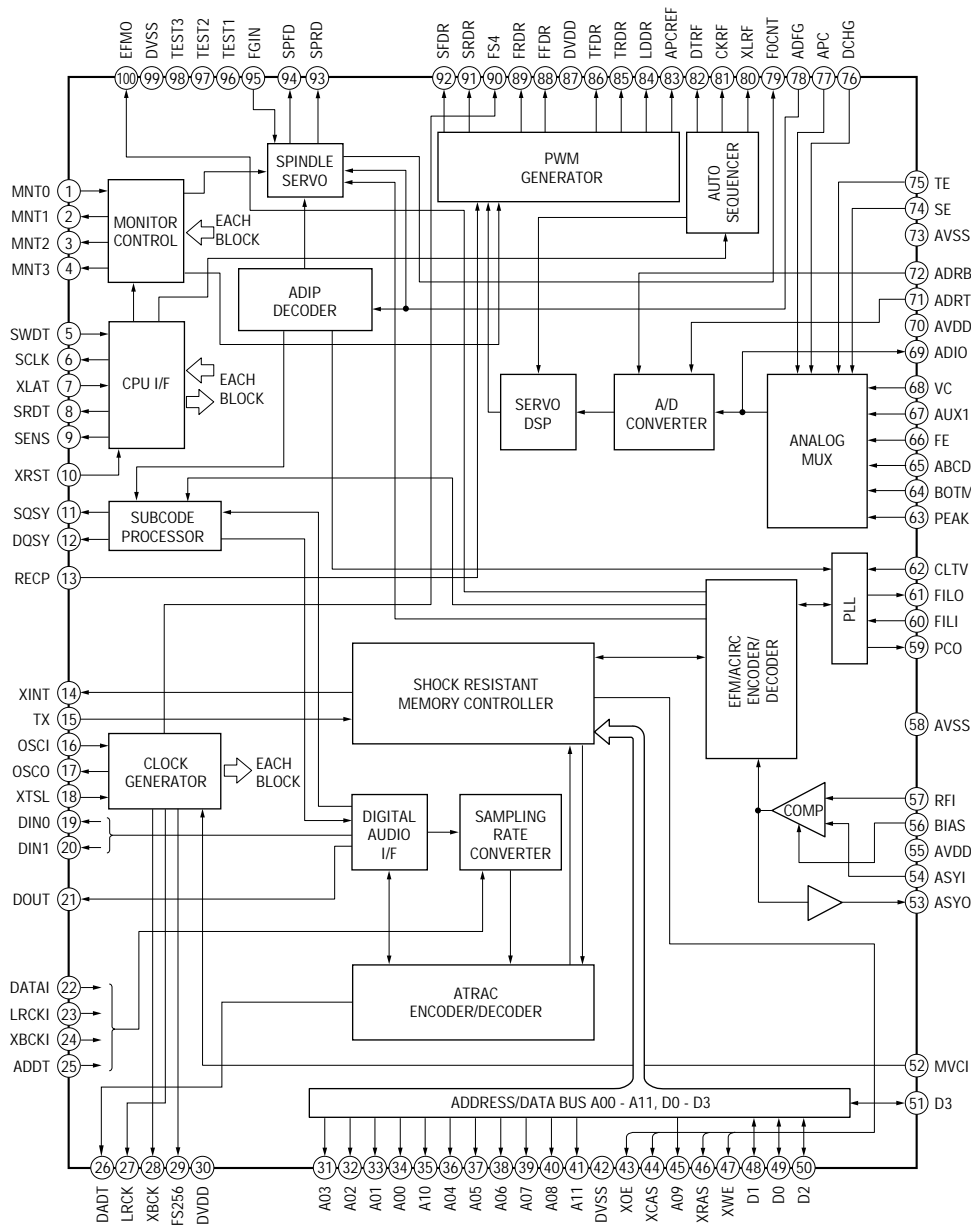 EFMO
DVSS
TEST3
TEST2
TEST1
FGIN
SPFD
SPRD
SFDR
SRDR
FS4
FRDR
FFDR
DVDD
TFDR
TRDR
LDDR
APCREF
DTRF
CKRF
XLRF
F0CNT
ADFG
APC
DCHG
100
99
98
97
96
95
94
93
92
91
90
89
88
87
86
85
84
83
82
81
80
79
78
77
76
MNT0 1
MNT1 2
MNT2 3
MNT3 4
SWDT 5
SCLK 6
XLAT 7
SRDT 8
SENS 9
XRST 10
SQSY 11
DQSY 12
RECP 13
XINT 14
TX 15
OSCI 16
OSCO 17
XTSL 18
DIN0 19
DIN1 20
DOUT 21
DATAI 22
LRCKI 23
XBCKI 24
ADDT 25
SPINDLE
SERVO
PWM
GENERATOR
AUTO
SEQUENCER
MONITOR
CONTROL
EACH
BLOCK
ADIP
DECODER
CPU I/F
EACH
BLOCK
SERVO
DSP
A/D
CONVERTER
ANALOG
MUX
SUBCODE
PROCESSOR
PLL
EFM/ACIRC
ENCODER/
DECODER
SHOCK RESISTANT
MEMORY CONTROLLER
CLOCK
GENERATOR
EACH
BLOCK
DIGITAL
AUDIO
I/F
SAMPLING
RATE
CONVERTER
COMP
ATRAC
ENCODER/DECODER
ADDRESS/DATA BUS A00 - A11, D0 - D3
75 TE
74 SE
73 AVSS
72 ADRB
71 ADRT
70 AVDD
69 ADIO
68 VC
67 AUX1
66 FE
65 ABCD
64 BOTM
63 PEAK
62 CLTV
61 FILO
60 FILI
59 PCO
58 AVSS
57 RFI
56 BIAS
55 AVDD
54 ASYI
53 ASYO
52 MVCI
51 D3
26
27
28
29
30
31
32
33
34
35
36
37
38
39
40
41
42
43
44
45
46
47
48
49
50
DADT
LRCK
XBCK
FS256
DVDD
A03
A02
A01
A00
A10
A04
A05
A06
A07
A08
A11
DVSS
XOE
XCAS
A09
XRAS
XWE
D1
D0
D2